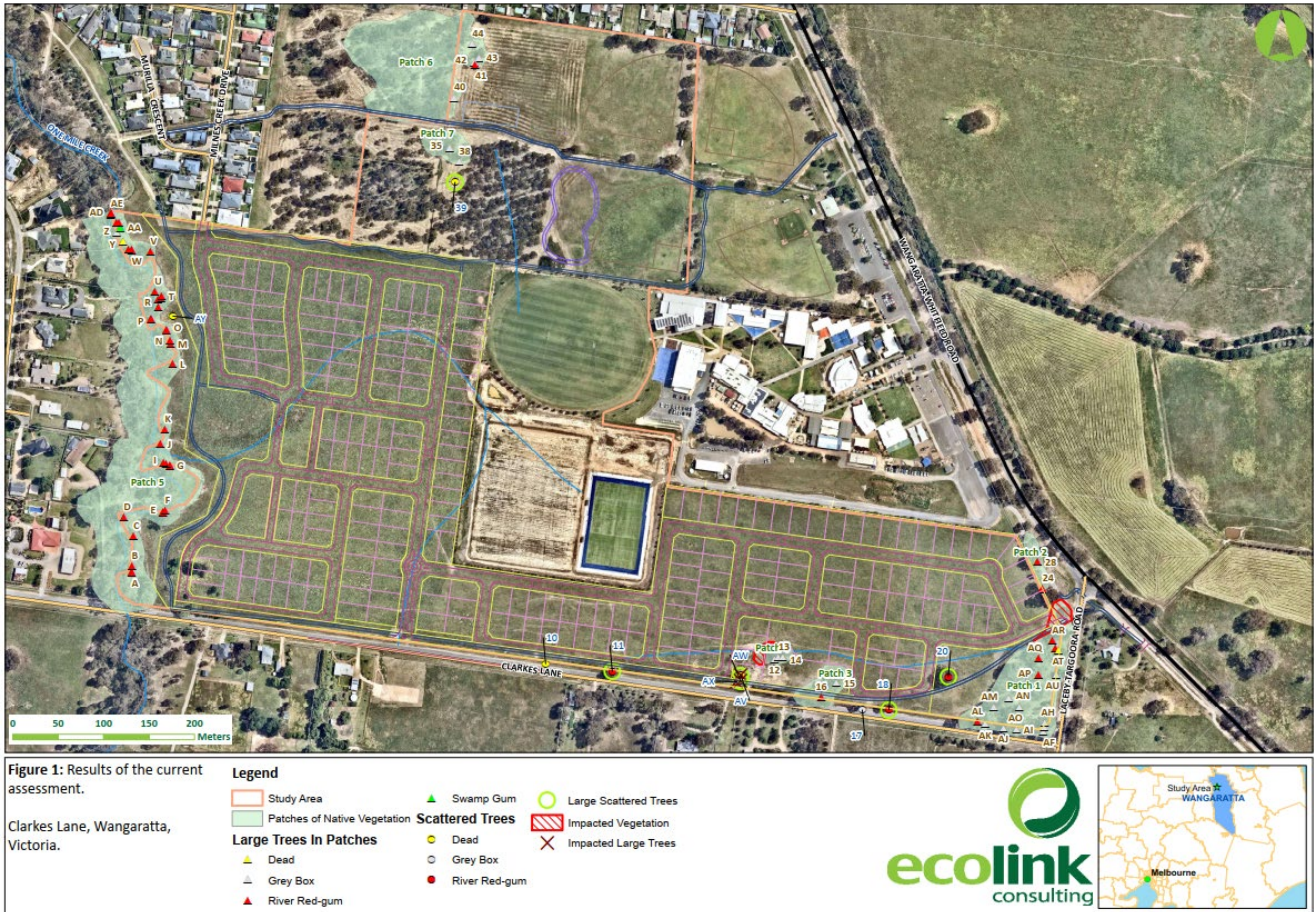 44
42
43
41
40
Patch 6
MURILLA CRESCENT
MILNES CREEK DRIVE
ONE MILE CREEK
Patch 7
35
38
39
WANGARATTA-WHITFIELD ROAD
AE
AD
Z
AA
Y
W
V
U
T
R
P
AY
O
N
M
L
K
J
I
G
Patch 5
F
E
D
C
B
A
Patch 2
28
24
10
11
CLARKES LANE
AW
AX
AV
Patch
13
12
14
Patch 3
15
16
18
17
20
AR
AQ
AT
AP
AU
Patch 1
AM
AN
AL
AO
AH
AK
AJ
AI
AF
LACEBY-TARGOORA ROAD
0 50 100 150 200
Meters
Figure 1: Results of the current
assessment.
Clarkes Lane, Wangaratta,
Victoria.
Legend
Study Area
Patches of Native Vegetation
Large Trees In Patches
Dead
Grey Box
River Red-gum
Swamp Gum
Scattered Trees
Dead
Grey Box
River Red-gum
Large Scattered Trees
Impacted Vegetation
Impacted Large Trees
ecolink
consulting
Study Area
WANGARATTA
Melbourne